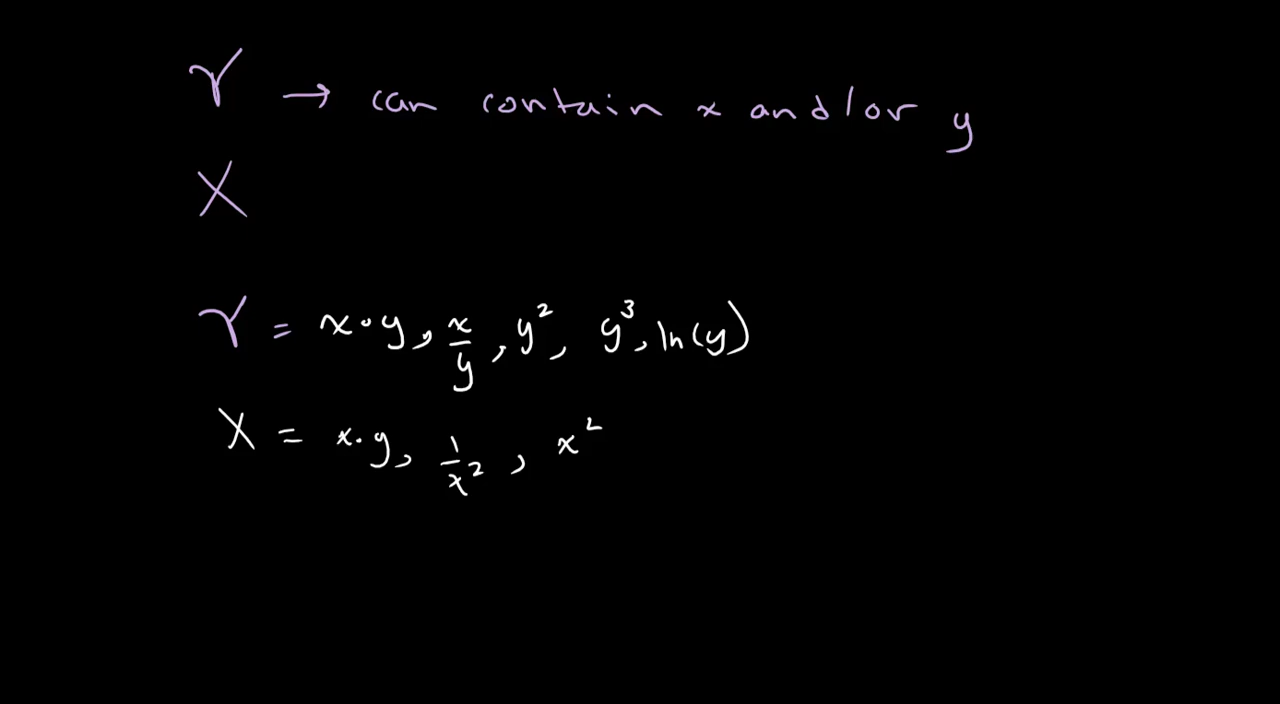 Y → can contain x and/or y
X
Y = x·y, x/y, y², y³, ln(y)
X = x·y, 1/x², x²